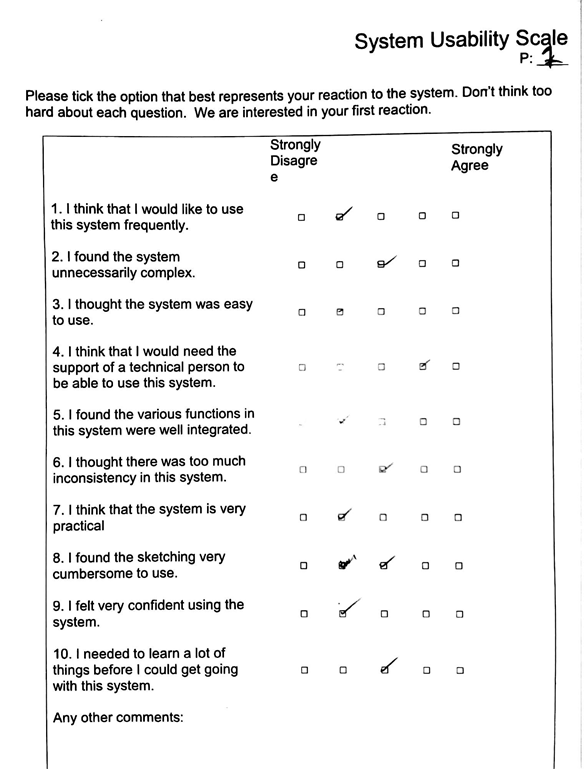 System Usability Scale
P: 1
Please tick the option that best represents your reaction to the system. Don't think too
hard about each question. We are interested in your first reaction.
Strongly
Disagre
e
Strongly
Agree
1. I think that I would like to use
this system frequently.
2. I found the system
unnecessarily complex.
3. I thought the system was easy
to use.
4. I think that I would need the
support of a technical person to
be able to use this system.
5. I found the various functions in
this system were well integrated.
6. I thought there was too much
inconsistency in this system.
7. I think that the system is very
practical
8. I found the sketching very
cumbersome to use.
9. I felt very confident using the
system.
10. I needed to learn a lot of
things before I could get going
with this system.
Any other comments: